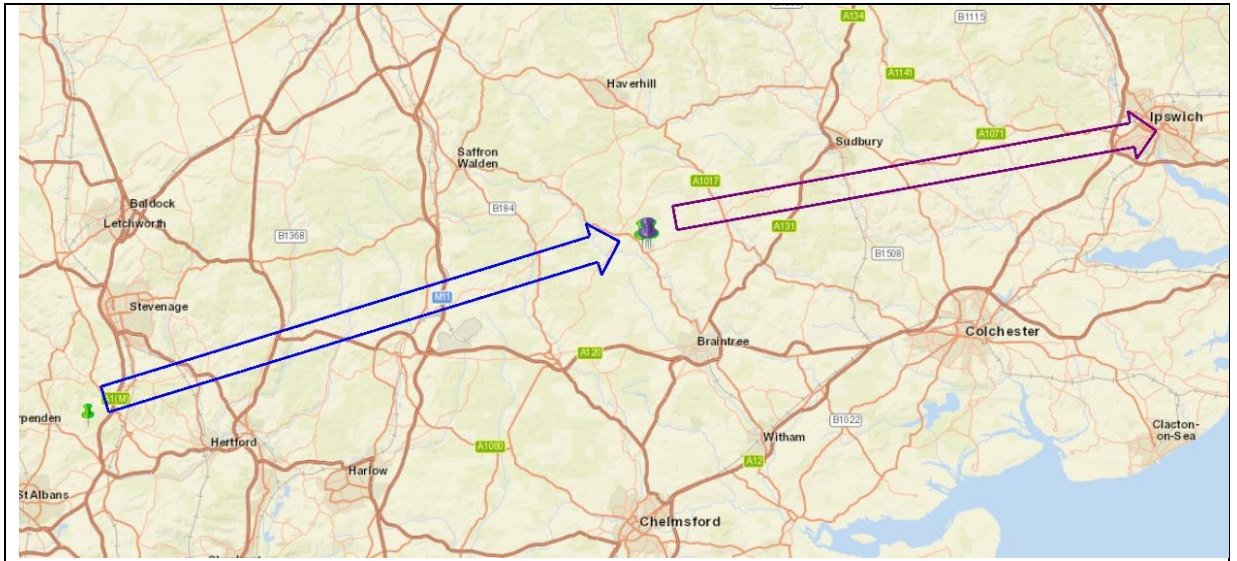 A134
B1115
Haverhill
A1141
Ipswich
Saffron
Walden
Sudbury
A1071
A1017
Baldock
Letchworth
B184
B1368
A131
B1508
M11
Stevenage
Colchester
Braintree
A120
rpenden
Hertford
B1022
Clacton-
on-Sea
Witham
A1060
A12
Harlow
St Albans
Chelmsford